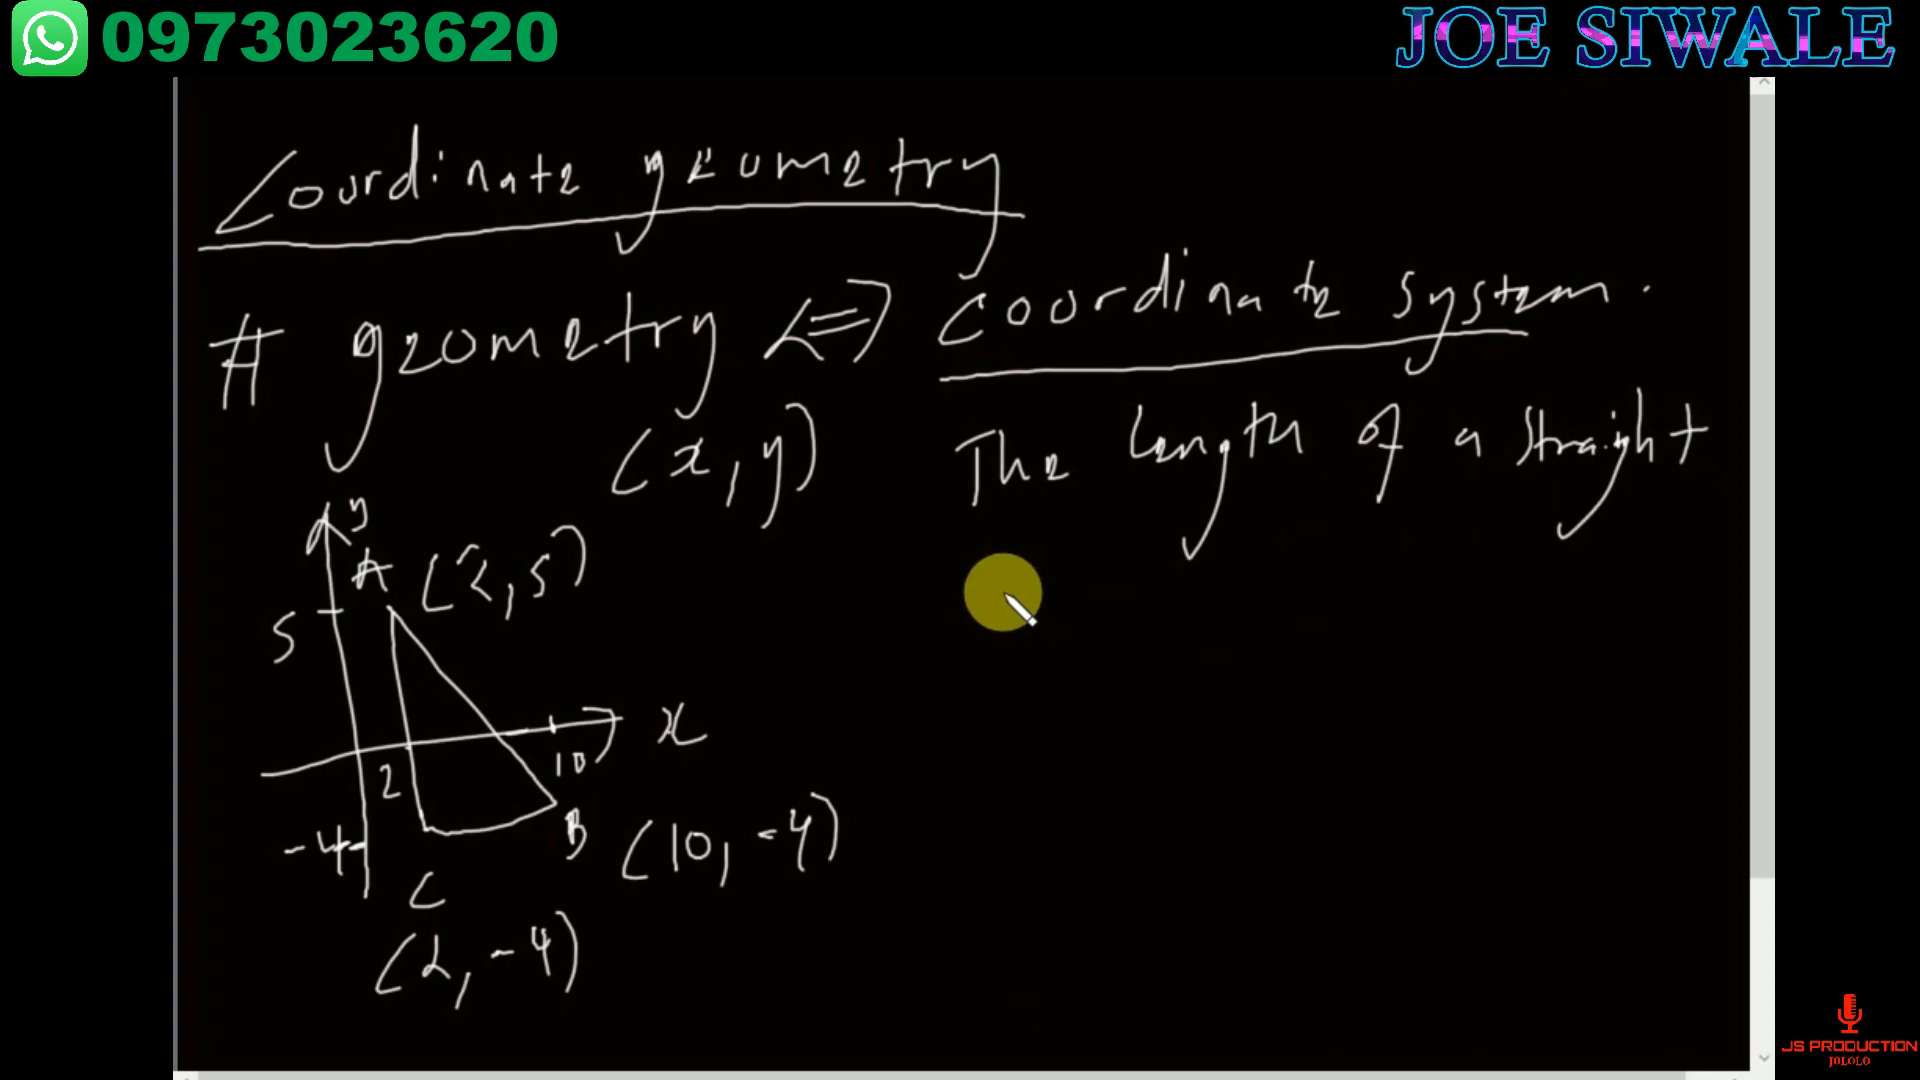 0973023620
JOE SIWALE
Coordinate geometry
# geometry <=> Coordinate system.
(x, y)
The length of a straight
y
A (2, 5)
5
x
2
10
-4
B (10, -4)
C
(2, -4)
JS PRODUCTION
JOLOLO